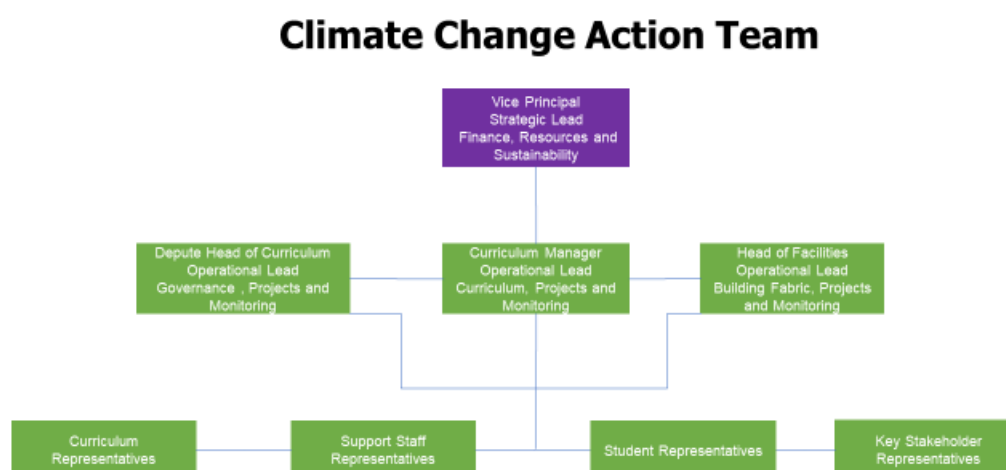 Climate Change Action Team
Vice Principal
Strategic Lead
Finance, Resources and
Sustainability
Depute Head of Curriculum
Operational Lead
Governance , Projects and
Monitoring
Curriculum Manager
Operational Lead
Curriculum, Projects and
Monitoring
Head of Facilities
Operational Lead
Building Fabric, Projects
and Monitoring
Curriculum
Representatives
Support Staff
Representatives
Student Representatives
Key Stakeholder
Representatives